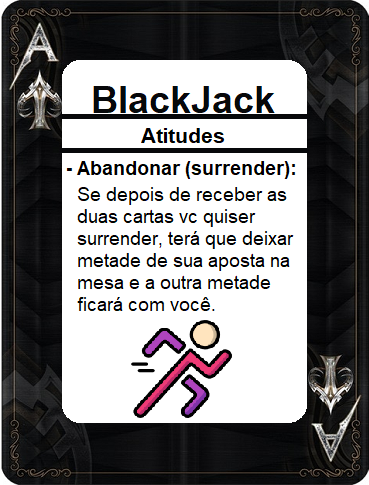 A
BlackJack
Atitudes
- Abandonar (surrender):
Se depois de receber as
duas cartas vc quiser
surrender, terá que deixar
metade de sua aposta na
mesa e a outra metade
ficará com você.
A